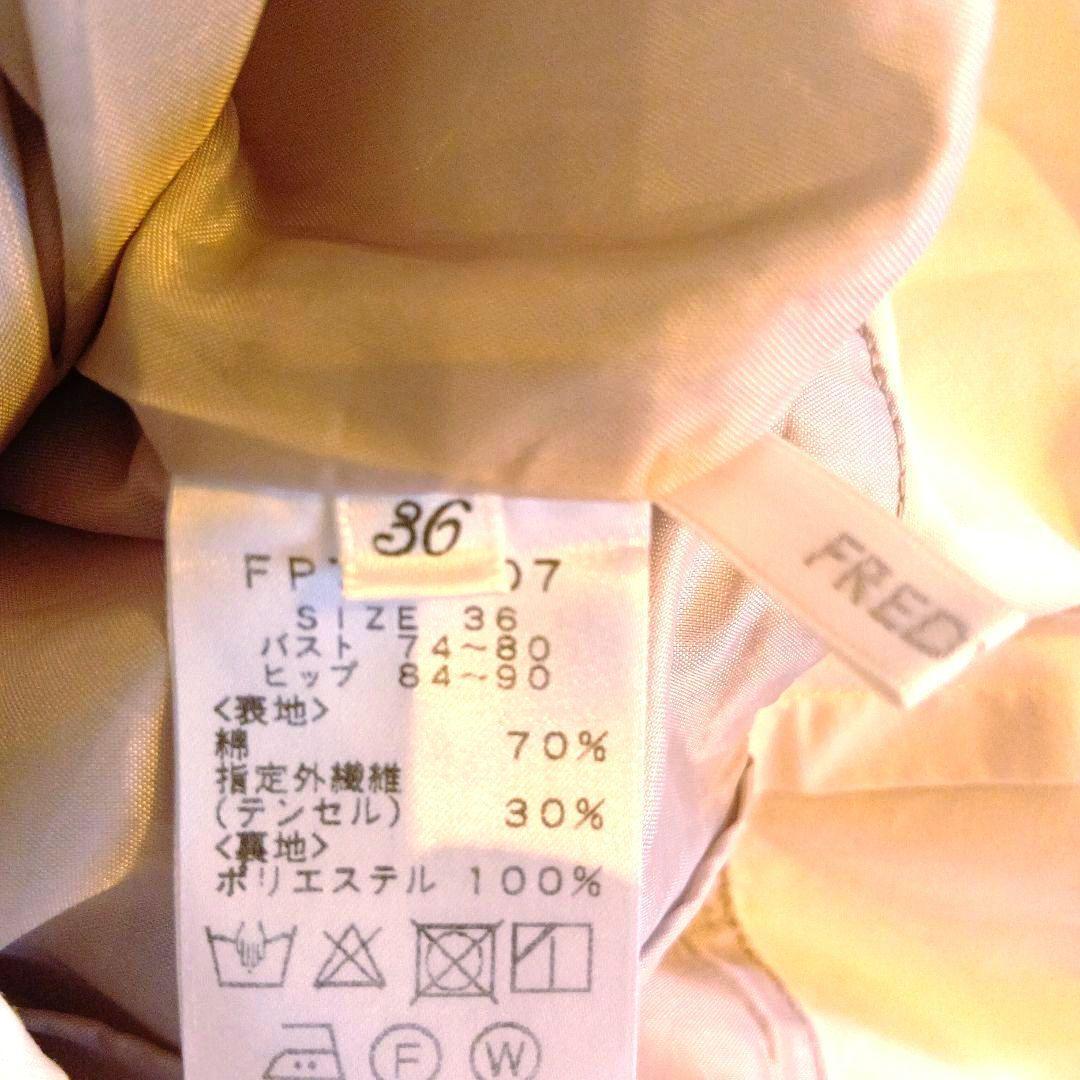 36
FP 07
SIZE 36
バスト 74~80
ヒップ 84~90
<表地>
綿 70%
指定外繊維
(テンセル) 30%
<裏地>
ポリエステル 100%
F W
FRED